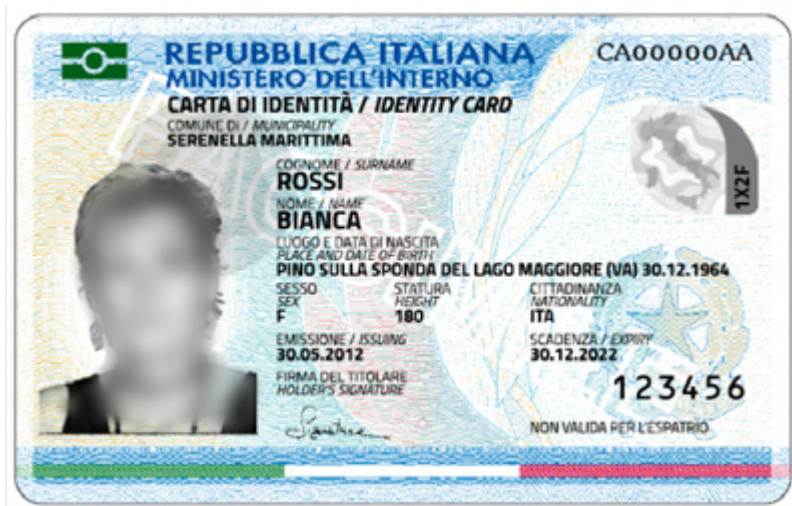 REPUBBLICA ITALIANA
CA00000AA
MINISTERO DELL'INTERNO
CARTA DI IDENTITÀ / IDENTITY CARD
COMUNE DI / MUNICIPALITY
SERENELLA MARITTIMA
COGNOME / SURNAME
ROSSI
1X2F
NOME / NAME
BIANCA
LUOGO E DATA DI NASCITA
PLACE AND DATE OF BIRTH
PINO SULLA SPONDA DEL LAGO MAGGIORE (VA) 30.12.1964
SESSO STATURA CITTADINANZA
SEX HEIGHT NATIONALITY
F 180 ITA
EMISSIONE / ISSUING SCADENZA / EXPIRY
30.05.2012 30.12.2022
FIRMA DEL TITOLARE
HOLDER'S SIGNATURE
123456
NON VALIDA PER L'ESPATRIO